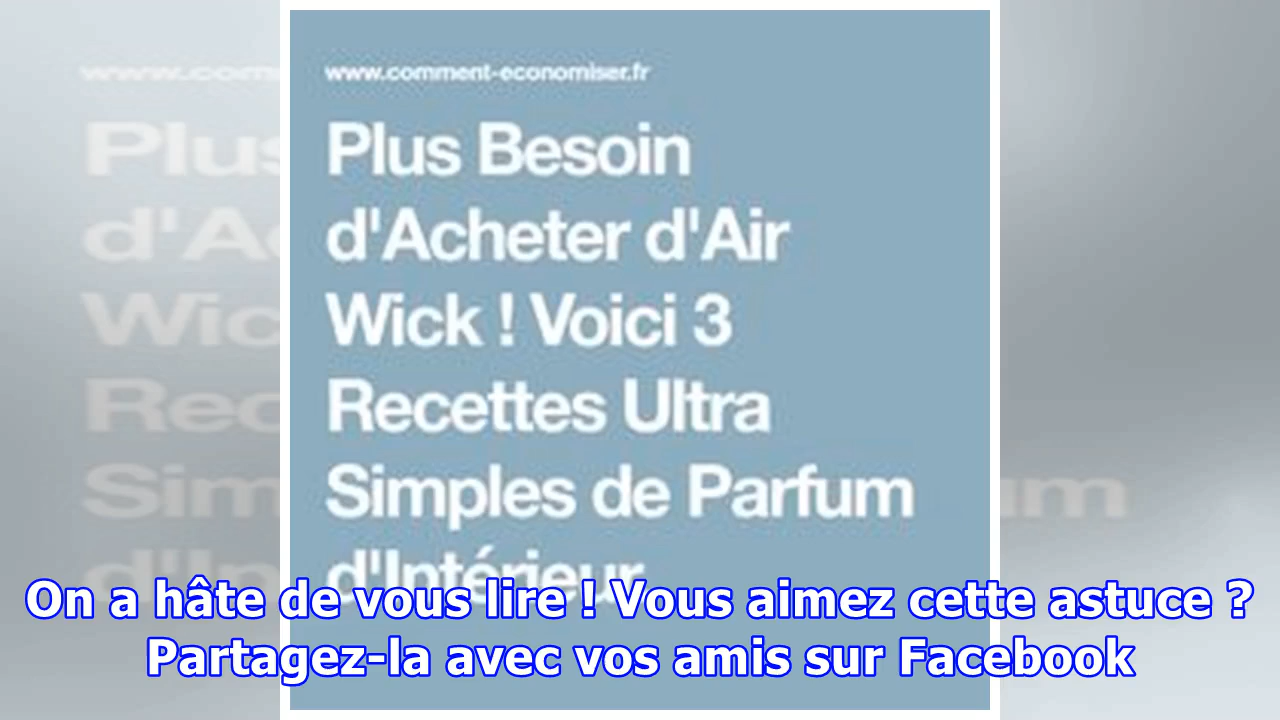 www.comment-economiser.fr
Plus Besoin
d'Acheter d'Air
Wick ! Voici 3
Recettes Ultra
Simples de Parfum
d'Intérieur
On a hâte de vous lire ! Vous aimez cette astuce ?
Partagez-la avec vos amis sur Facebook